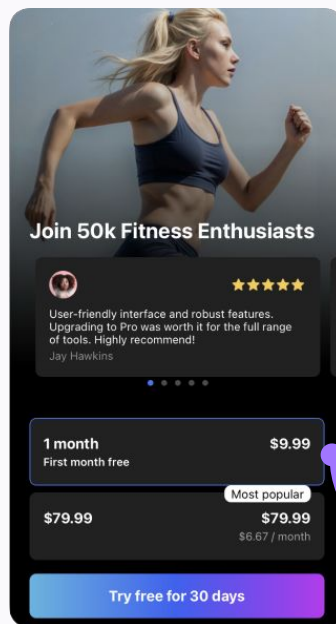 Join 50k Fitness Enthusiasts
User-friendly interface and robust features.
Upgrading to Pro was worth it for the full range
of tools. Highly recommend!
Jay Hawkins
1 month $9.99
First month free
Most popular
$79.99 $79.99
$6.67 / month
Try free for 30 days